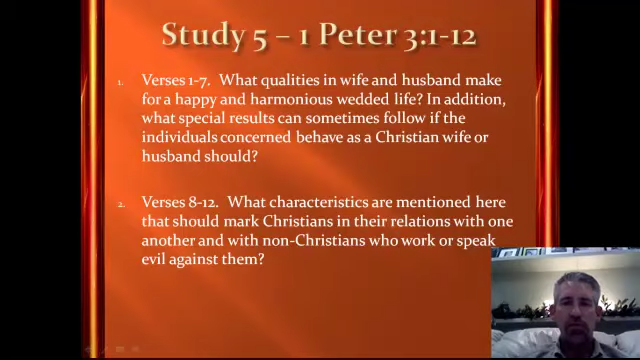 Study 5 – 1 Peter 3:1-12
1. Verses 1-7. What qualities in wife and husband make
for a happy and harmonious wedded life? In addition,
what special results can sometimes follow if the
individuals concerned behave as a Christian wife or
husband should?
2. Verses 8-12. What characteristics are mentioned here
that should mark Christians in their relations with one
another and with non-Christians who work or speak
evil against them?